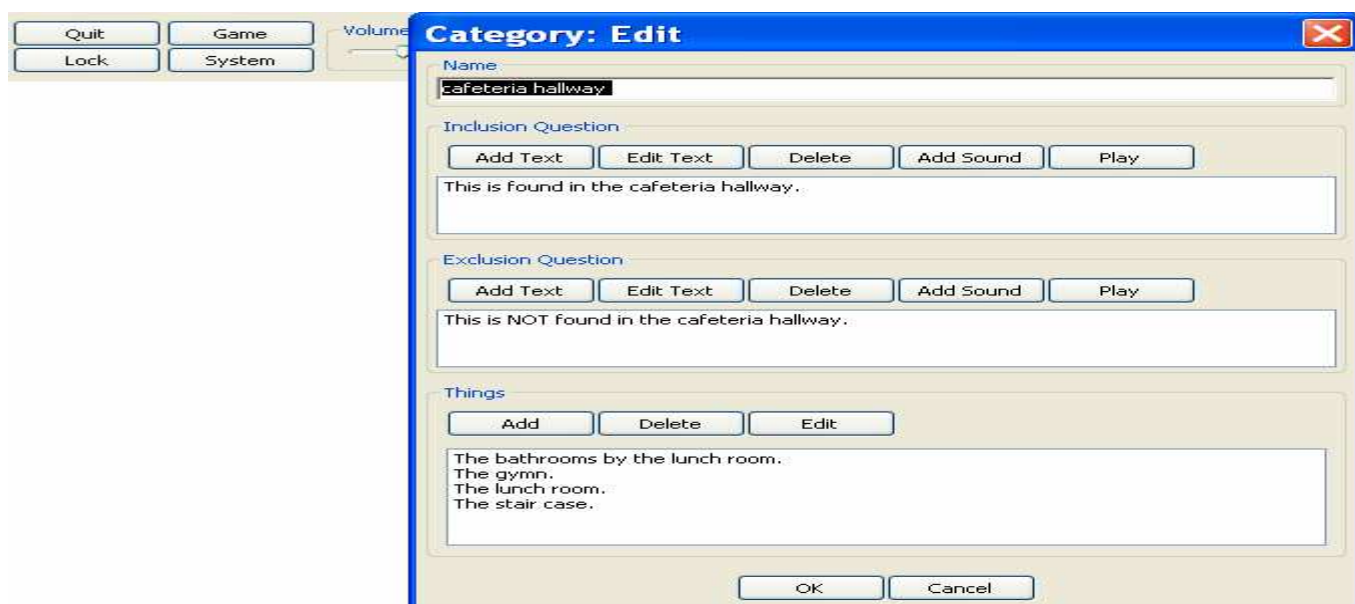 Quit Game Volume
Lock System
Category: Edit
Name
cafeteria hallway
Inclusion Question
Add Text Edit Text Delete Add Sound Play
This is found in the cafeteria hallway.
Exclusion Question
Add Text Edit Text Delete Add Sound Play
This is NOT found in the cafeteria hallway.
Things
Add Delete Edit
The bathrooms by the lunch room.
The gymn.
The lunch room.
The stair case.
OK Cancel